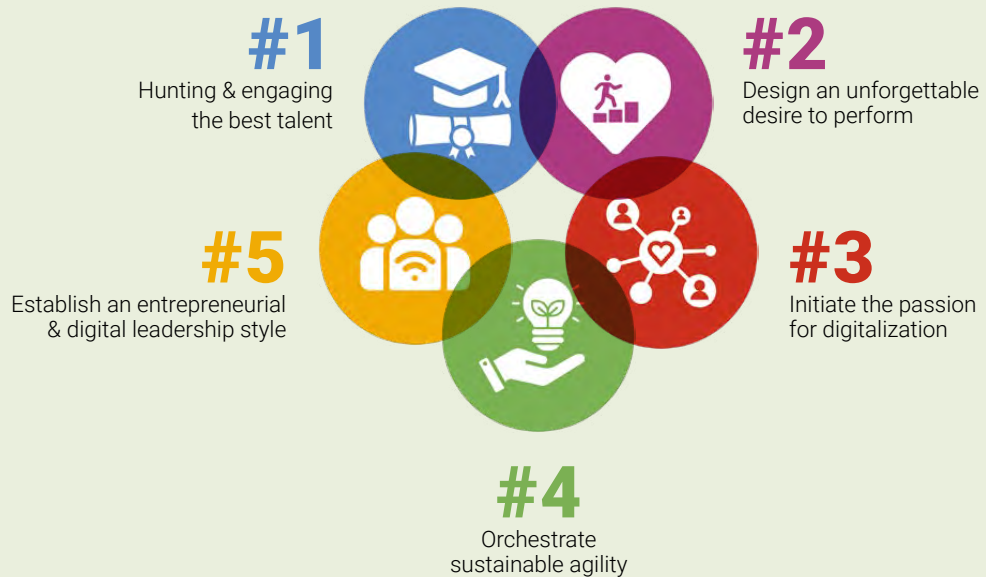 #1
Hunting & engaging
the best talent
#2
Design an unforgettable
desire to perform
#3
Initiate the passion
for digitalization
#4
Orchestrate
sustainable agility
#5
Establish an entrepreneurial
& digital leadership style